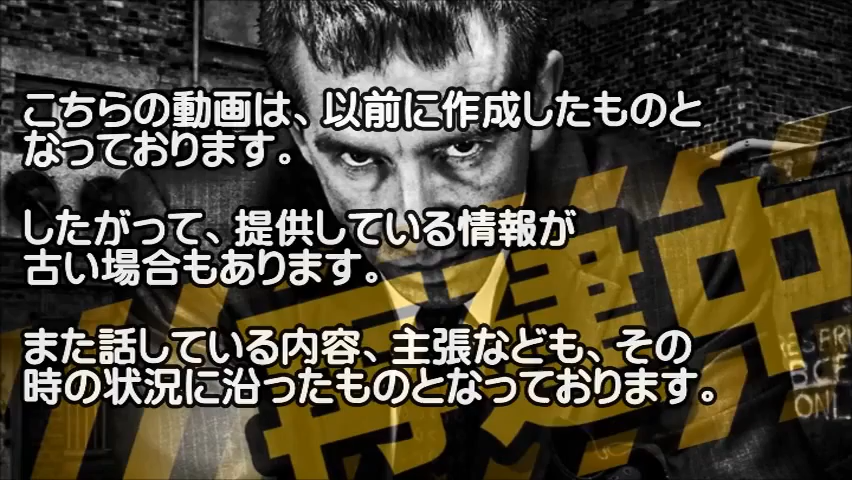 こちらの動画は、以前に作成したものと
なっております。
したがって、提供している情報が
古い場合もあります。
また話している内容、主張なども、その
時の状況に沿ったものとなっております。
再建中
ONL